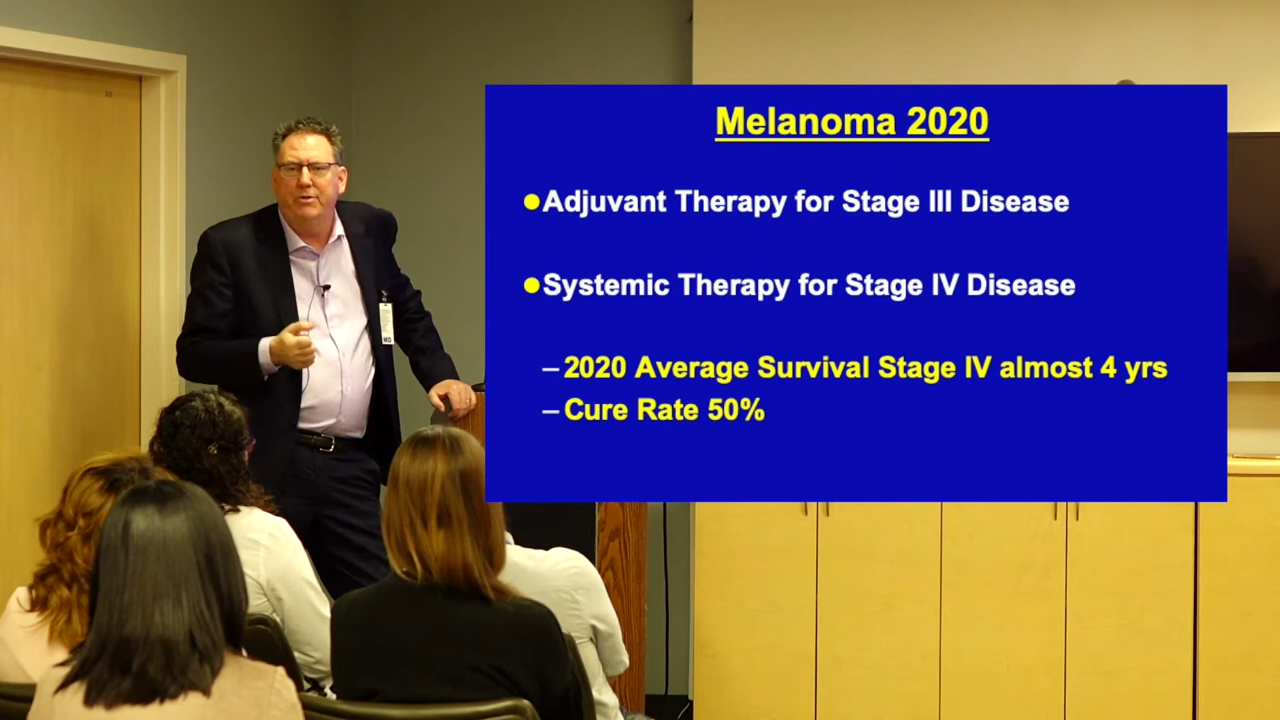 Melanoma 2020
●Adjuvant Therapy for Stage III Disease
●Systemic Therapy for Stage IV Disease
–2020 Average Survival Stage IV almost 4 yrs
–Cure Rate 50%
MD